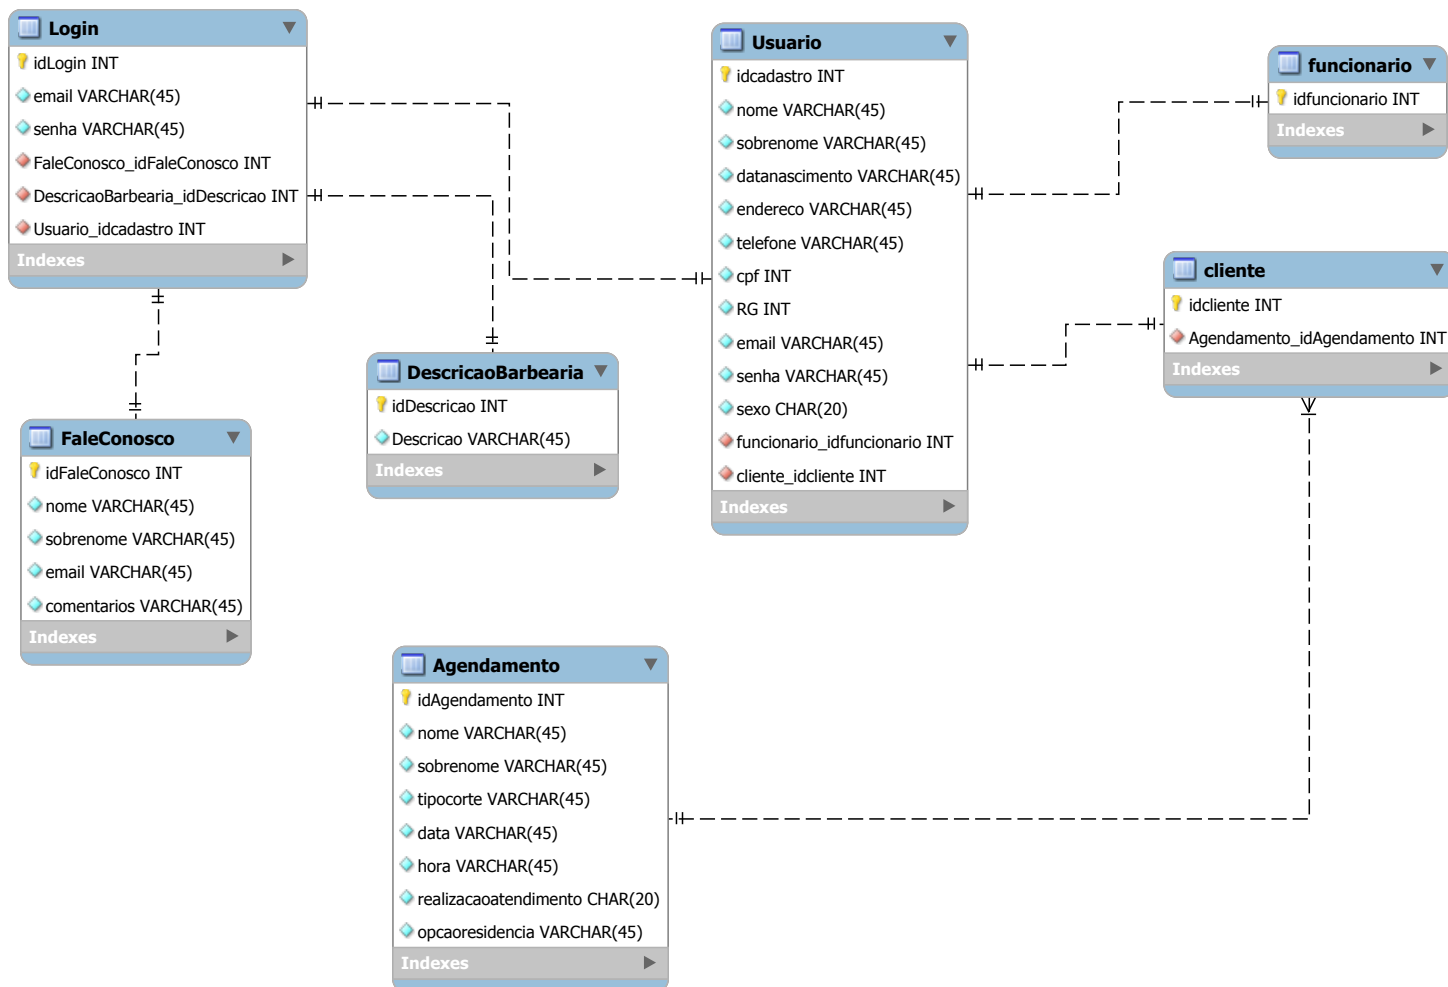 Login
idLogin INT
email VARCHAR(45)
senha VARCHAR(45)
FaleConosco_idFaleConosco INT
DescricaoBarbearia_idDescricao INT
Usuario_idcadastro INT
Indexes
Usuario
idcadastro INT
nome VARCHAR(45)
sobrenome VARCHAR(45)
datanascimento VARCHAR(45)
endereco VARCHAR(45)
telefone VARCHAR(45)
cpf INT
RG INT
email VARCHAR(45)
senha VARCHAR(45)
sexo CHAR(20)
funcionario_idfuncionario INT
cliente_idcliente INT
Indexes
funcionario
idfuncionario INT
Indexes
cliente
idcliente INT
Agendamento_idAgendamento INT
Indexes
DescricaoBarbearia
idDescricao INT
Descricao VARCHAR(45)
Indexes
FaleConosco
idFaleConosco INT
nome VARCHAR(45)
sobrenome VARCHAR(45)
email VARCHAR(45)
comentarios VARCHAR(45)
Indexes
Agendamento
idAgendamento INT
nome VARCHAR(45)
sobrenome VARCHAR(45)
tipocorte VARCHAR(45)
data VARCHAR(45)
hora VARCHAR(45)
realizacaoatendimento CHAR(20)
opcaoresidencia VARCHAR(45)
Indexes